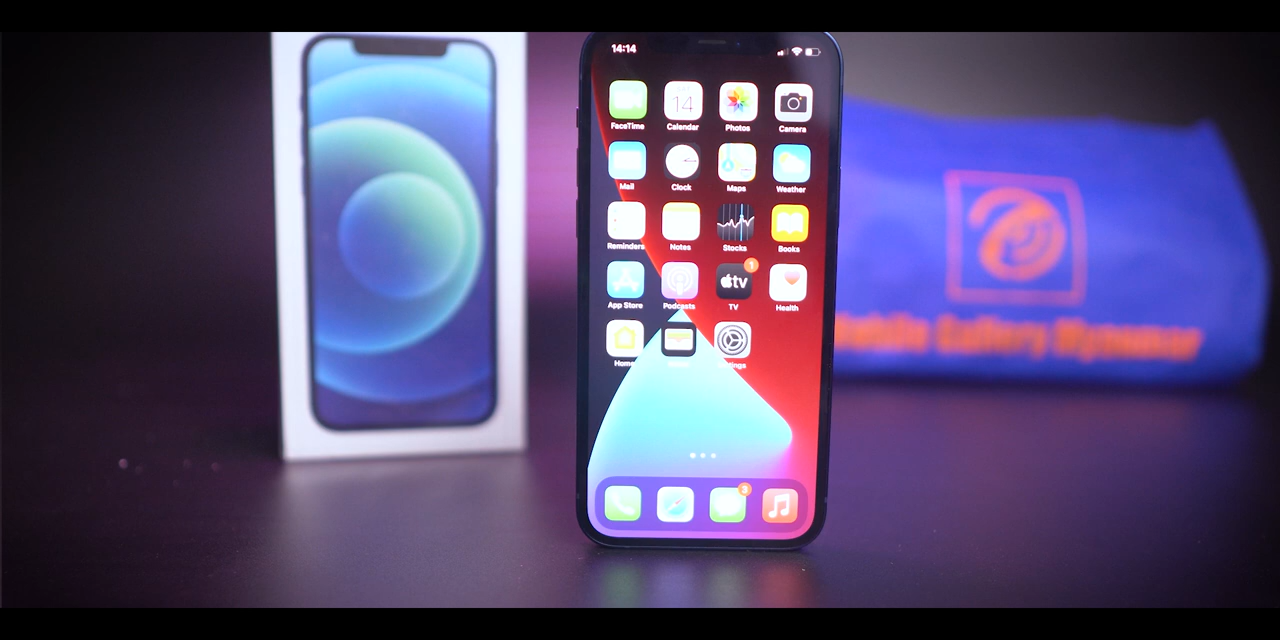 14:14
FaceTime
14
Calendar
Photos
Camera
Mail
Clock
Maps
Weather
Reminders
Notes
Stocks
Books
App Store
Podcasts
1
tv
TV
Health
Home
3
Mobile Gallery Myanmar